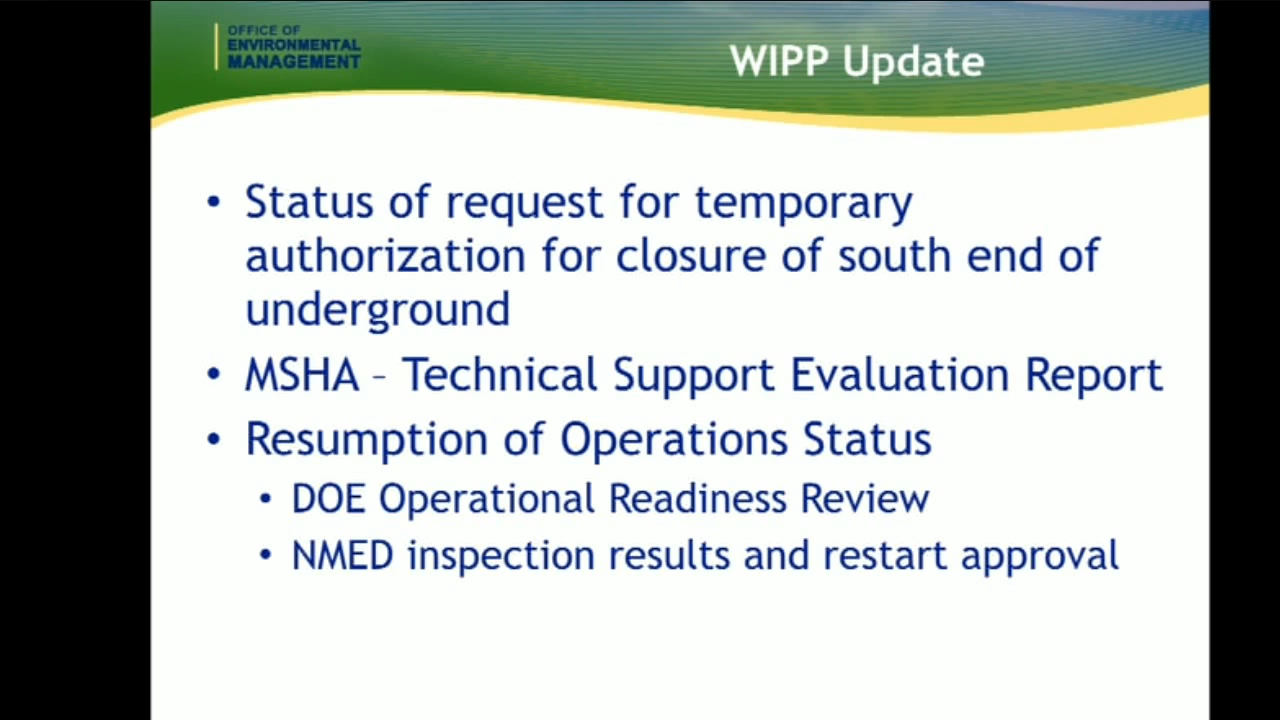 OFFICE OF
ENVIRONMENTAL
MANAGEMENT
WIPP Update
• Status of request for temporary
authorization for closure of south end of
underground
• MSHA – Technical Support Evaluation Report
• Resumption of Operations Status
• DOE Operational Readiness Review
• NMED inspection results and restart approval